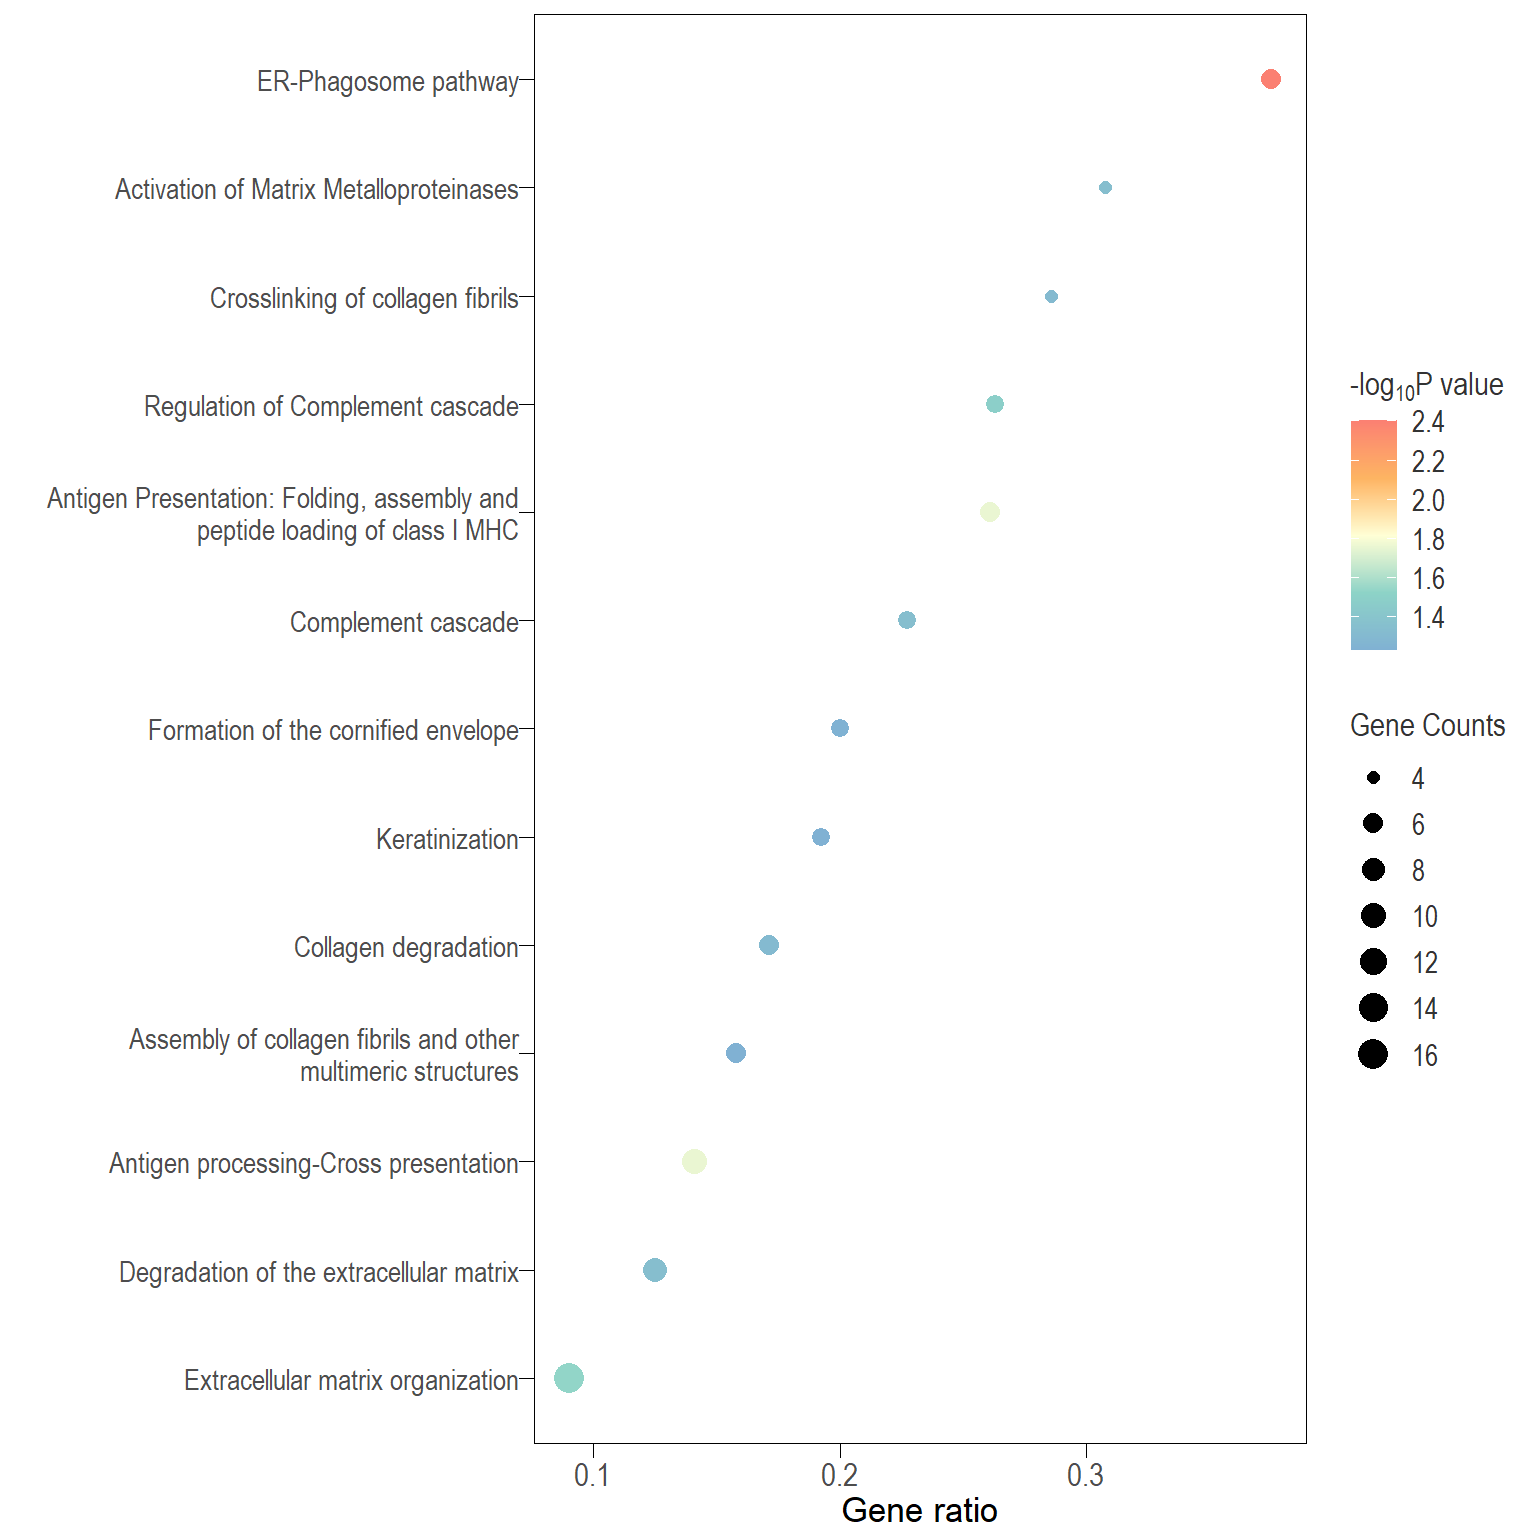 ER-Phagosome pathway
Activation of Matrix Metalloproteinases
Crosslinking of collagen fibrils
Regulation of Complement cascade
Antigen Presentation: Folding, assembly and
peptide loading of class I MHC
Complement cascade
Formation of the cornified envelope
Keratinization
Collagen degradation
Assembly of collagen fibrils and other
multimeric structures
Antigen processing-Cross presentation
Degradation of the extracellular matrix
Extracellular matrix organization
0.1
0.2
0.3
Gene ratio
-log₁₀P value
2.4
2.2
2.0
1.8
1.6
1.4
Gene Counts
4
6
8
10
12
14
16